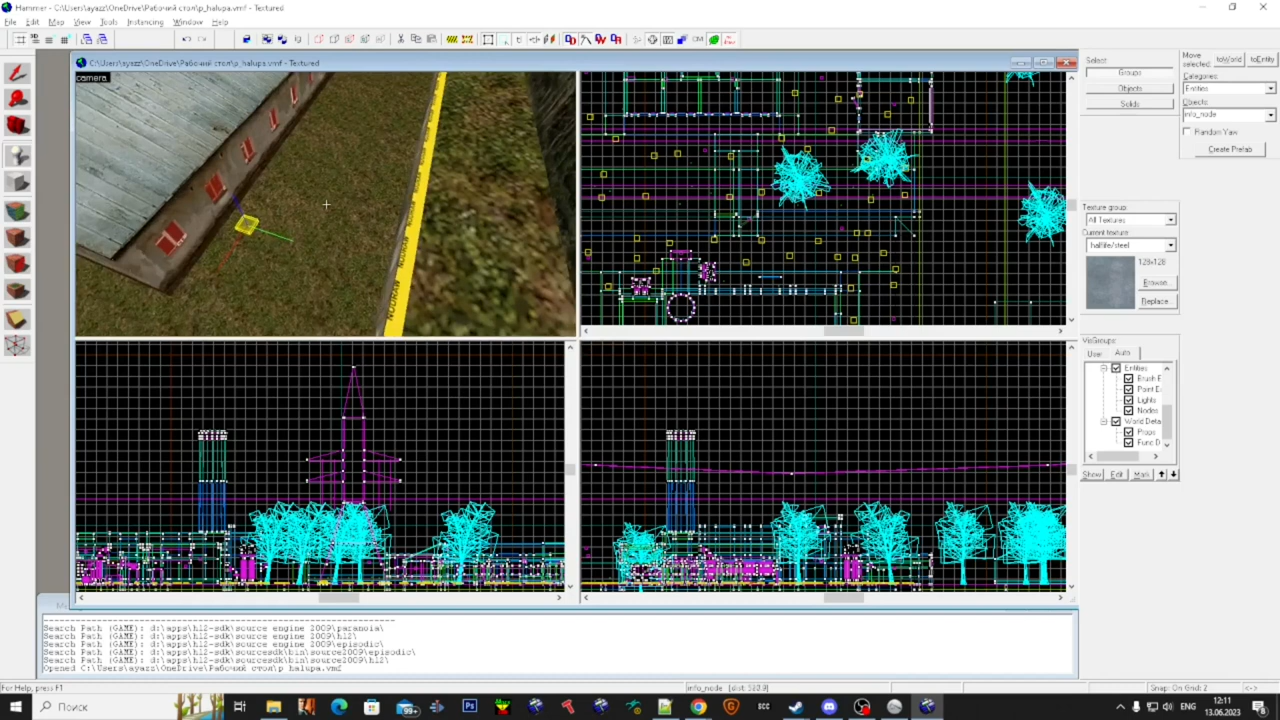 Hammer - C:\Users\ayazz\OneDrive\Рабочий стол\p_halupa.vmf - Textured
File Edit Map View Tools Instancing Window Help
C:\Users\ayazz\OneDrive\Рабочий стол\p_halupa.vmf - Textured
camera
NODRAW
Select:
Groups
Objects
Solids
Move selected:
toWorld
toEntity
Categories:
Entities
Objects:
info_node
Random Yaw
Create Prefab
Texture group:
All Textures
Current texture:
halflife/steel
128x128
Browse...
Replace...
VisGroups:
User Auto
Entities
Brush E
Point E
Lights
Nodes
World Deta
Props
Func D
Show Edit Mark
Search Path (GAME): d:\apps\hl2-sdk\source engine 2009\paranoia\
Search Path (GAME): d:\apps\hl2-sdk\source engine 2009\hl2\
Search Path (GAME): d:\apps\hl2-sdk\source engine 2009\episodic\
Search Path (GAME): d:\apps\hl2-sdk\sourcesdk\bin\source2009\episodic\
Search Path (GAME): d:\apps\hl2-sdk\sourcesdk\bin\source2009\hl2\
Opened C:\Users\ayazz\OneDrive\Рабочий стол\p_halupa.vmf
For Help, press F1
info_node [dist: 520.9]
Snap: On Grid: 2
<->
Поиск
99+
Ps
SCC
ENG
12:11
13.06.2023
8